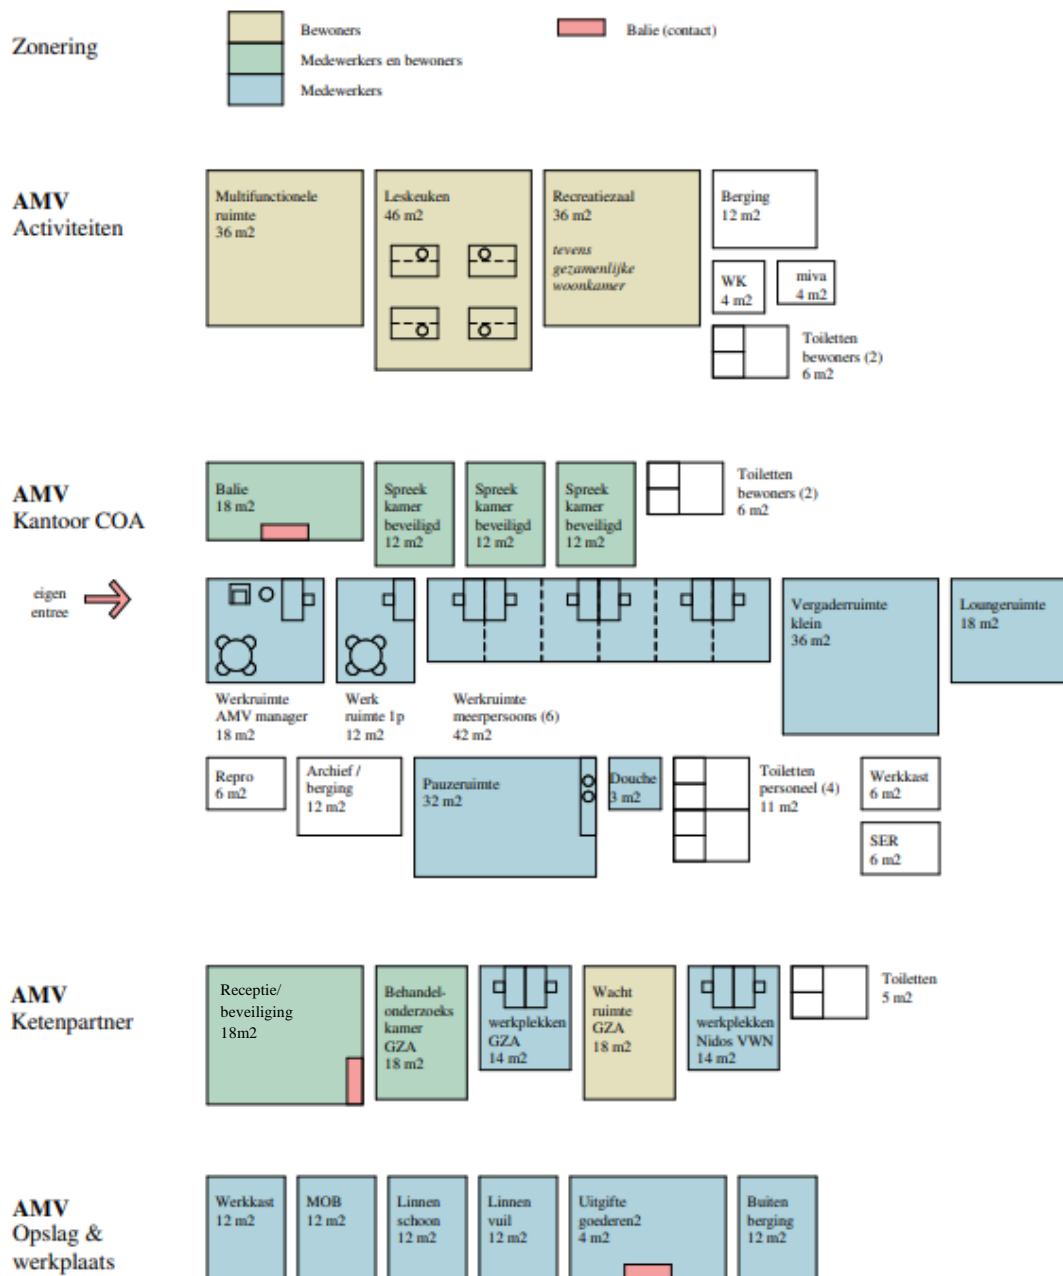 Zonering
Bewoners
Medewerkers en bewoners
Medewerkers
Balie (contact)
AMV
Activiteiten
Multifunctionele
ruimte
36 m2
Leskeuken
46 m2
Recreatiezaal
36 m2
tevens
gezamenlijke
woonkamer
Berging
12 m2
WK
4 m2
miva
4 m2
Toiletten
bewoners (2)
6 m2
AMV
Kantoor COA
Balie
18 m2
Spreek
kamer
beveiligd
12 m2
Spreek
kamer
beveiligd
12 m2
Spreek
kamer
beveiligd
12 m2
Toiletten
bewoners (2)
6 m2
eigen
entree
Werkruimte
AMV manager
18 m2
Werk
ruimte 1p
12 m2
Werkruimte
meerpersoons (6)
42 m2
Vergaderruimte
klein
36 m2
Loungeruimte
18 m2
Repro
6 m2
Archief /
berging
12 m2
Pauzeruimte
32 m2
Douche
3 m2
Toiletten
personeel (4)
11 m2
Werkkast
6 m2
SER
6 m2
AMV
Ketenpartner
Receptie/
beveiliging
18m2
Behandel-
onderzoeks
kamer
GZA
18 m2
werkplekken
GZA
14 m2
Wacht
ruimte
GZA
18 m2
werkplekken
Nidos VWN
14 m2
Toiletten
5 m2
AMV
Opslag &
werkplaats
Werkkast
12 m2
MOB
12 m2
Linnen
schoon
12 m2
Linnen
vuil
12 m2
Uitgifte
goederen2
4 m2
Buiten
berging
12 m2